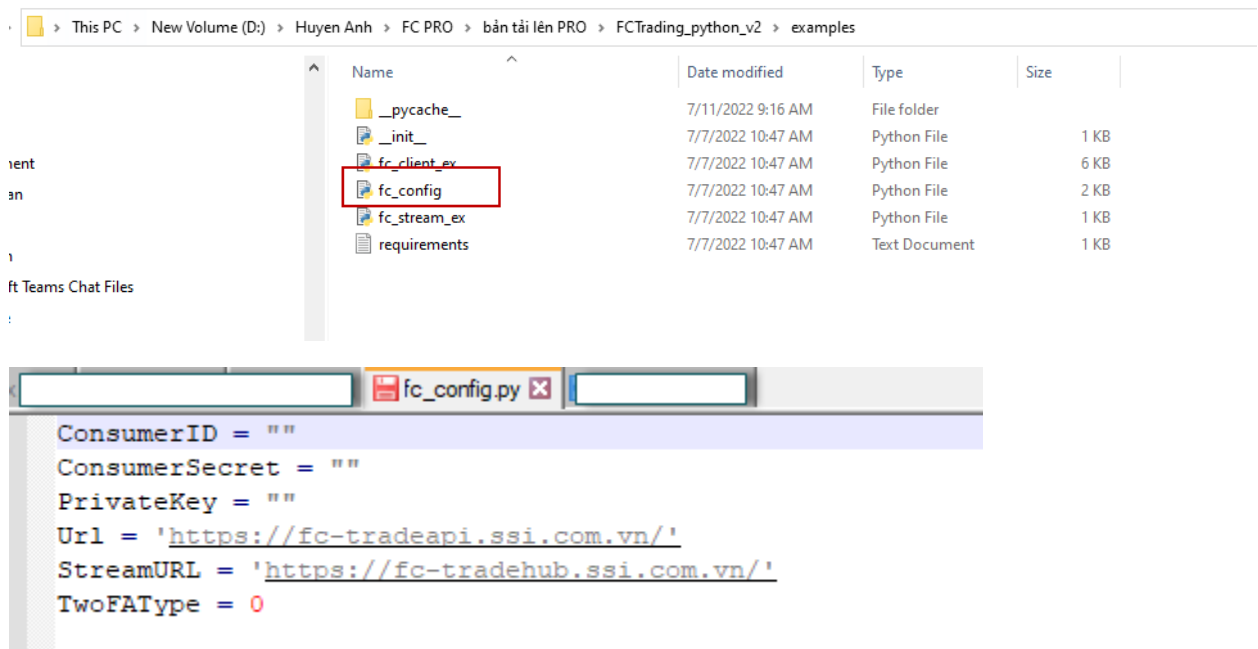 › This PC › New Volume (D:) › Huyen Anh › FC PRO › bản tải lên PRO › FCTrading_python_v2 › examples
Name Date modified Type Size
__pycache__ 7/11/2022 9:16 AM File folder
__init__ 7/7/2022 10:47 AM Python File 1 KB
nent fc_client_ex 7/7/2022 10:47 AM Python File 6 KB
an fc_config 7/7/2022 10:47 AM Python File 2 KB
fc_stream_ex 7/7/2022 10:47 AM Python File 1 KB
requirements 7/7/2022 10:47 AM Text Document 1 KB
ft Teams Chat Files
fc_config.py
ConsumerID = ""
ConsumerSecret = ""
PrivateKey = ""
Url = 'https://fc-tradeapi.ssi.com.vn/'
StreamURL = 'https://fc-tradehub.ssi.com.vn/'
TwoFAType = 0